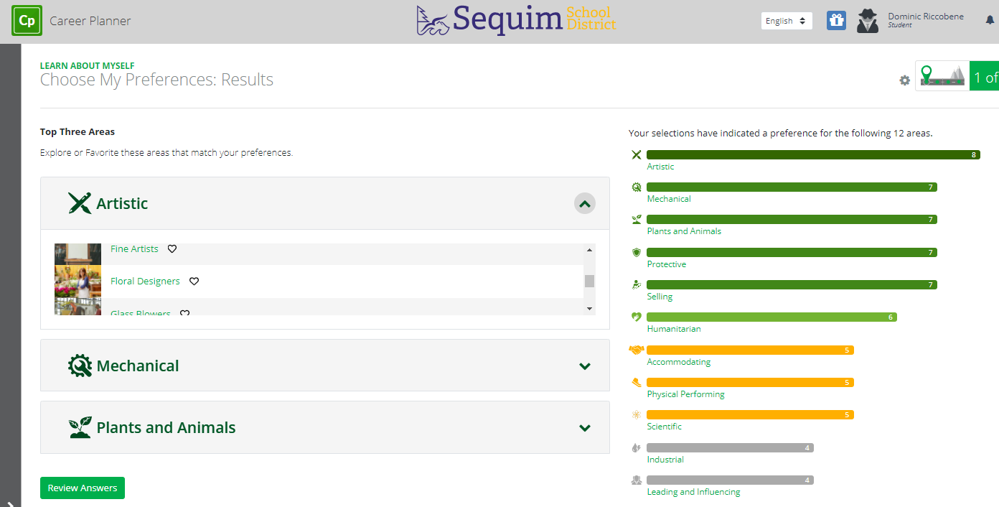 Cp
Career Planner
Sequim School District
English
Dominic Riccobene
Student
LEARN ABOUT MYSELF
Choose My Preferences: Results
1 of
Top Three Areas
Explore or Favorite these areas that match your preferences.
Artistic
Fine Artists
Floral Designers
Glass Blowers
Mechanical
Plants and Animals
Review Answers
Your selections have indicated a preference for the following 12 areas.
8
Artistic
7
Mechanical
7
Plants and Animals
7
Protective
7
Selling
6
Humanitarian
5
Accommodating
5
Physical Performing
5
Scientific
4
Industrial
4
Leading and Influencing